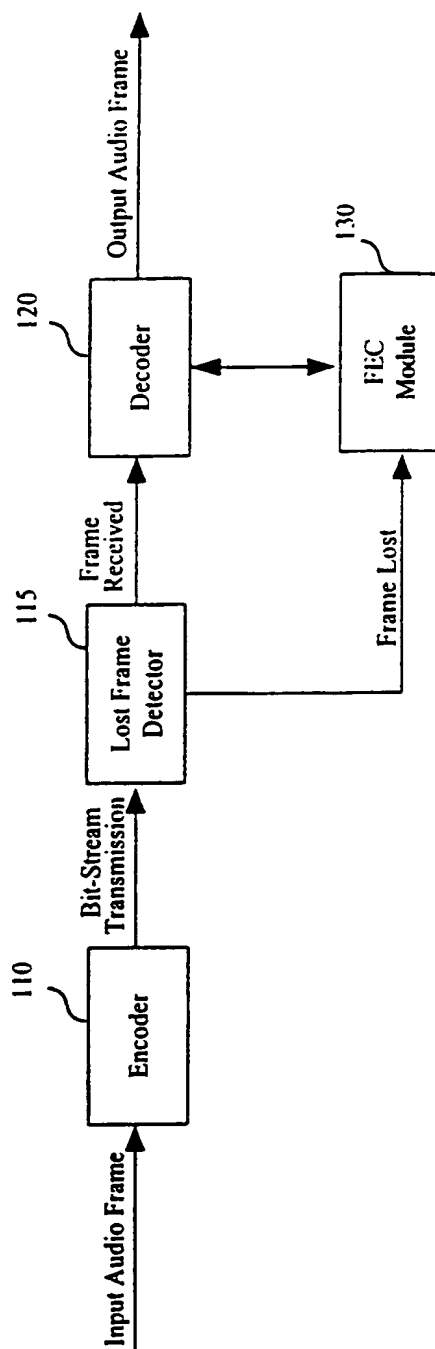 Input Audio Frame
110
Encoder
Bit-Stream
Transmission
115
Lost Frame
Detector
Frame
Received
Frame Lost
120
Decoder
Output Audio Frame
130
FEC
Module